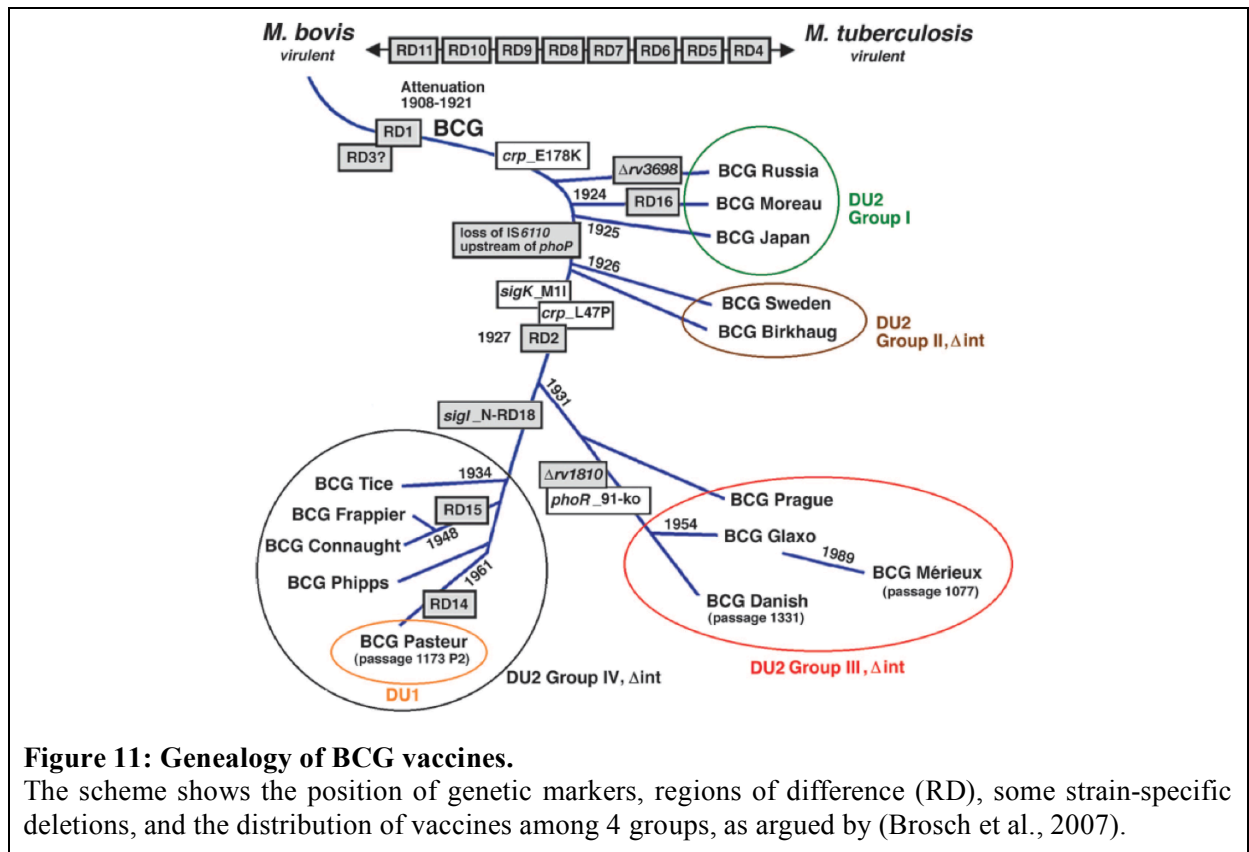 M. bovis
virulent
RD11 RD10 RD9 RD8 RD7 RD6 RD5 RD4
M. tuberculosis
virulent
Attenuation
1908-1921
RD1
BCG
RD3?
crp_E178K
Δrv3698
BCG Russia
1924
RD16
BCG Moreau
DU2
Group I
1925
BCG Japan
loss of IS6110
upstream of phoP
1926
sigK_M1I
crp_L47P
BCG Sweden
BCG Birkhaug
DU2
Group II, Δint
1927
RD2
1931
sigI_N-RD18
1934
BCG Tice
Δrv1810
phoR_91-ko
BCG Prague
BCG Frappier
RD15
BCG Connaught
1948
1954
BCG Glaxo
1989
BCG Mérieux
(passage 1077)
BCG Phipps
1961
RD14
BCG Danish
(passage 1331)
BCG Pasteur
(passage 1173 P2)
DU1
DU2 Group IV, Δint
DU2 Group III, Δint
Figure 11: Genealogy of BCG vaccines.
The scheme shows the position of genetic markers, regions of difference (RD), some strain-specific
deletions, and the distribution of vaccines among 4 groups, as argued by (Brosch et al., 2007).